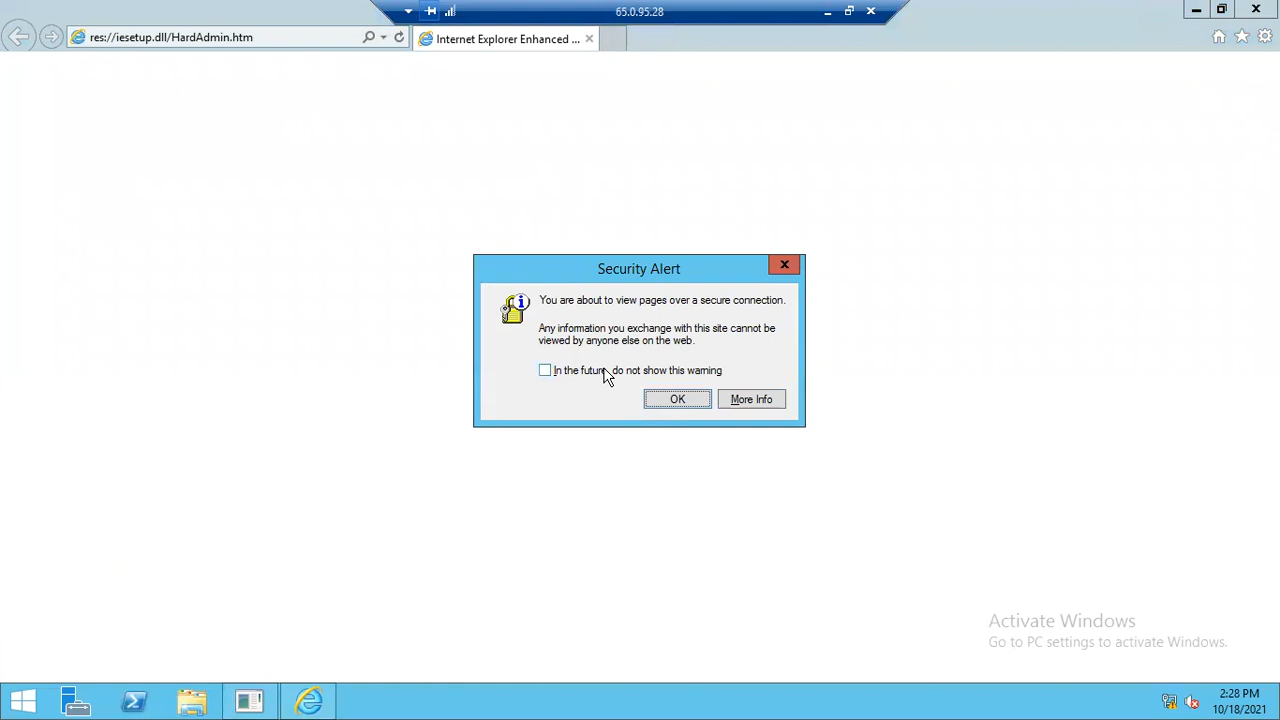 65.0.95.28
res://iesetup.dll/HardAdmin.htm
Internet Explorer Enhanced ...
Security Alert
You are about to view pages over a secure connection.
Any information you exchange with this site cannot be
viewed by anyone else on the web.
In the future, do not show this warning
OK
More Info
Activate Windows
Go to PC settings to activate Windows.
2:28 PM
10/18/2021